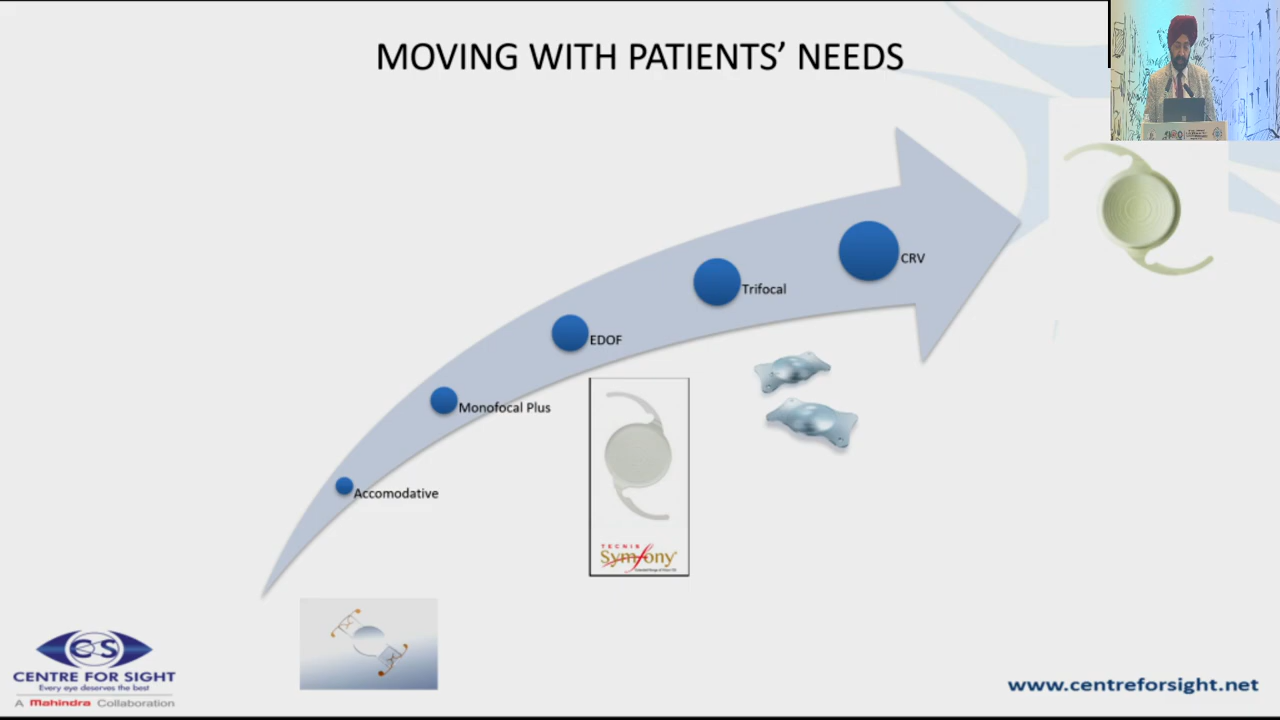 MOVING WITH PATIENTS' NEEDS
CRV
Trifocal
EDOF
Monofocal Plus
Accomodative
TECNIS
Symfony
CS
CENTRE FOR SIGHT
Every eye deserves the best
A Mahindra Collaboration
www.centreforsight.net